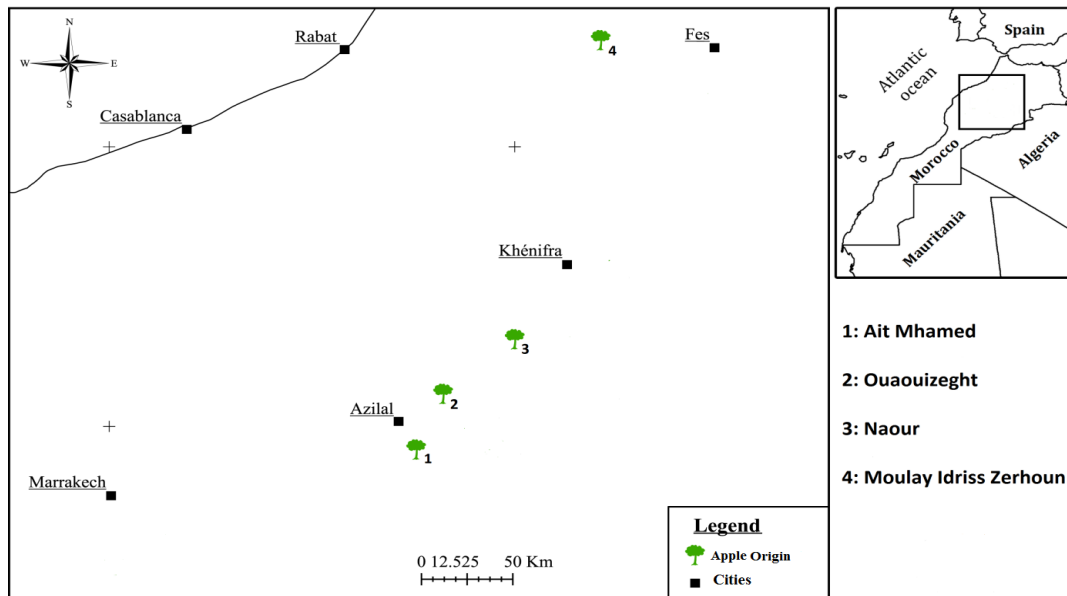 N
W E
S
Rabat
Fes
4
Casablanca
Khénifra
3
2
Azilal
1
Marrakech
0 12.525 50 Km
Legend
Apple Origin
Cities
Spain
Atlantic
ocean
Morocco
Algeria
Mauritania
1: Ait Mhamed
2: Ouaouizeght
3: Naour
4: Moulay Idriss Zerhoun